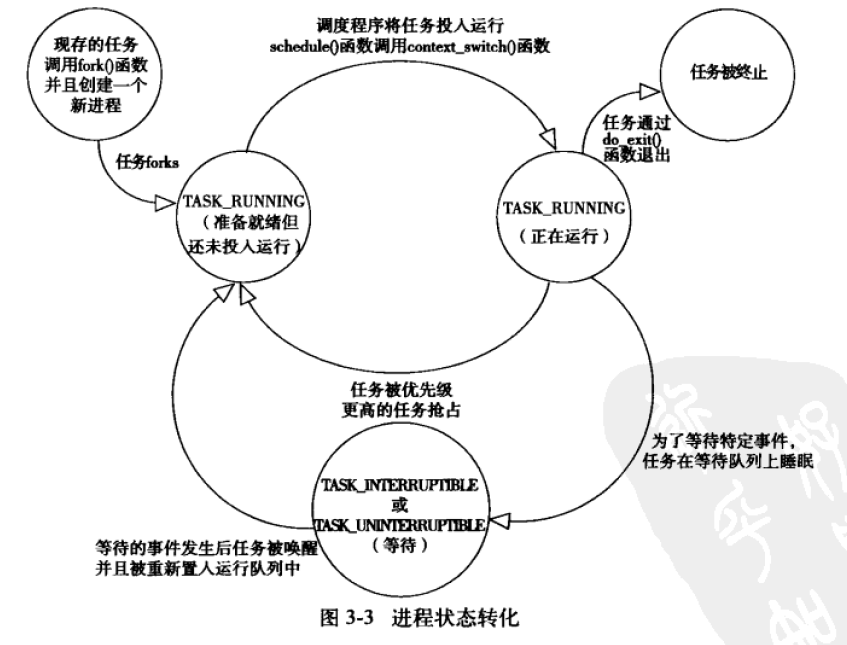 调度程序将任务投入运行
schedule()函数调用context_switch()函数
现存的任务
调用fork()函数
并且创建一个
新进程
任务被终止
任务通过
do_exit()
函数退出
任务forks
TASK_RUNNING
（准备就绪但
还未投入运行）
TASK_RUNNING
（正在运行）
任务被优先级
更高的任务抢占
为了等待特定事件，
任务在等待队列上睡眠
TASK_INTERRUPTIBLE
或
TASK_UNINTERRUPTIBLE
（等待）
等待的事件发生后任务被唤醒
并且被重新置入运行队列中
图 3-3 进程状态转化